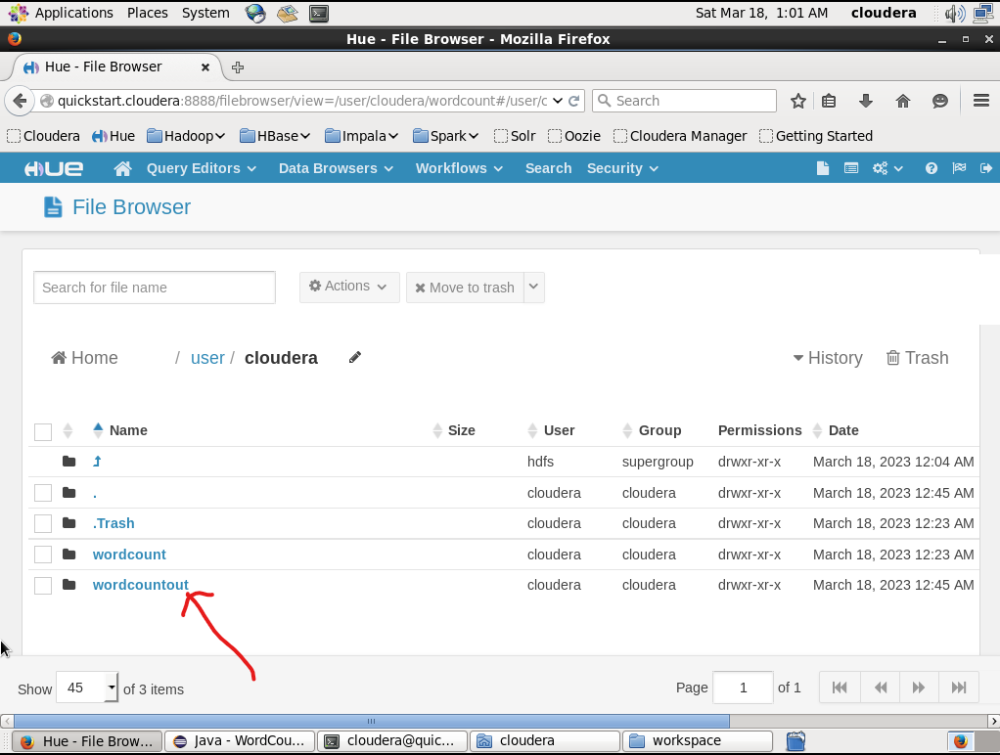 Applications Places System Sat Mar 18, 1:01 AM cloudera
Hue - File Browser - Mozilla Firefox
Hue - File Browser
quickstart.cloudera:8888/filebrowser/view=/user/cloudera/wordcount#/user/c Search
Cloudera Hue Hadoop HBase Impala Spark Solr Oozie Cloudera Manager Getting Started
HUE Query Editors Data Browsers Workflows Search Security
File Browser
Search for file name Actions Move to trash
Home / user / cloudera History Trash
Name Size User Group Permissions Date
hdfs supergroup drwxr-xr-x March 18, 2023 12:04 AM
. cloudera cloudera drwxr-xr-x March 18, 2023 12:45 AM
.Trash cloudera cloudera drwxr-xr-x March 18, 2023 12:23 AM
wordcount cloudera cloudera drwxr-xr-x March 18, 2023 12:23 AM
wordcountout cloudera cloudera drwxr-xr-x March 18, 2023 12:45 AM
Show 45 of 3 items Page 1 of 1
Hue - File Brow... Java - WordCou... cloudera@quic... cloudera workspace